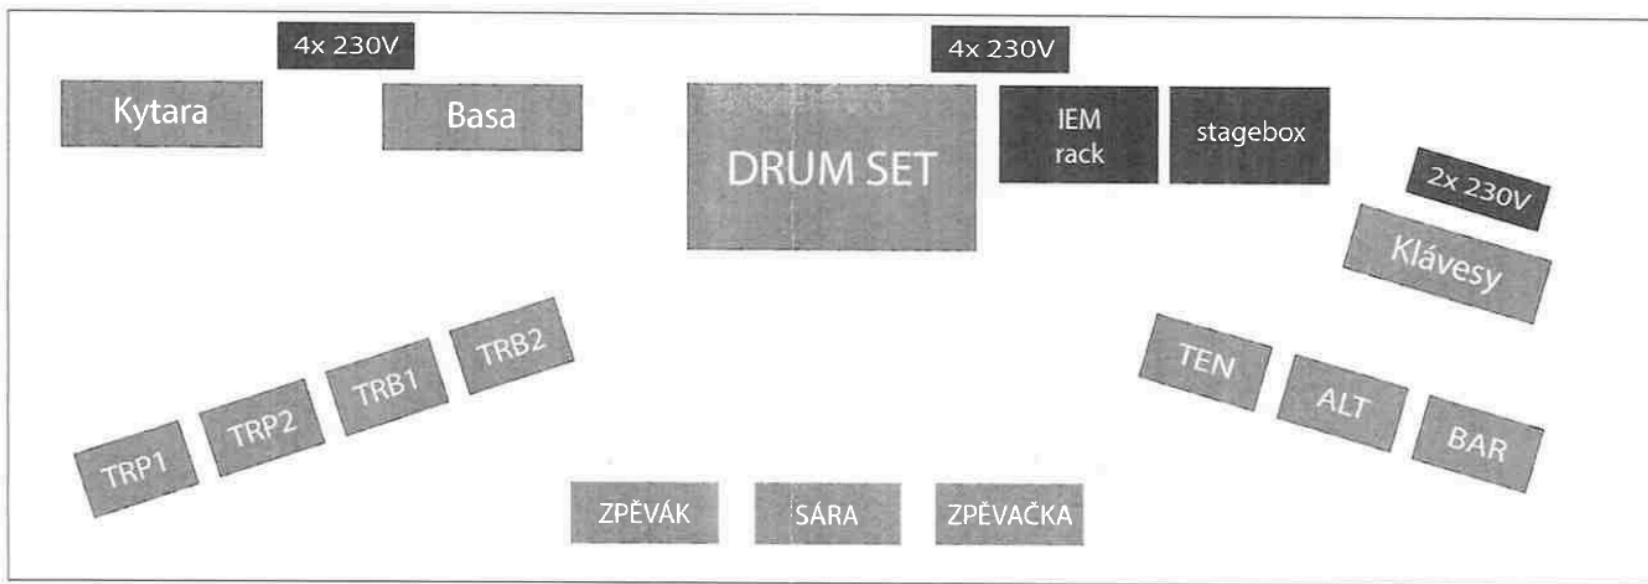 4x 230V
4x 230V
Kytara
Basa
DRUM SET
IEM
rack
stagebox
2x 230V
Klávesy
TRP1
TRP2
TRB1
TRB2
TEN
ALT
BAR
ZPĚVÁK
SÁRA
ZPĚVAČKA